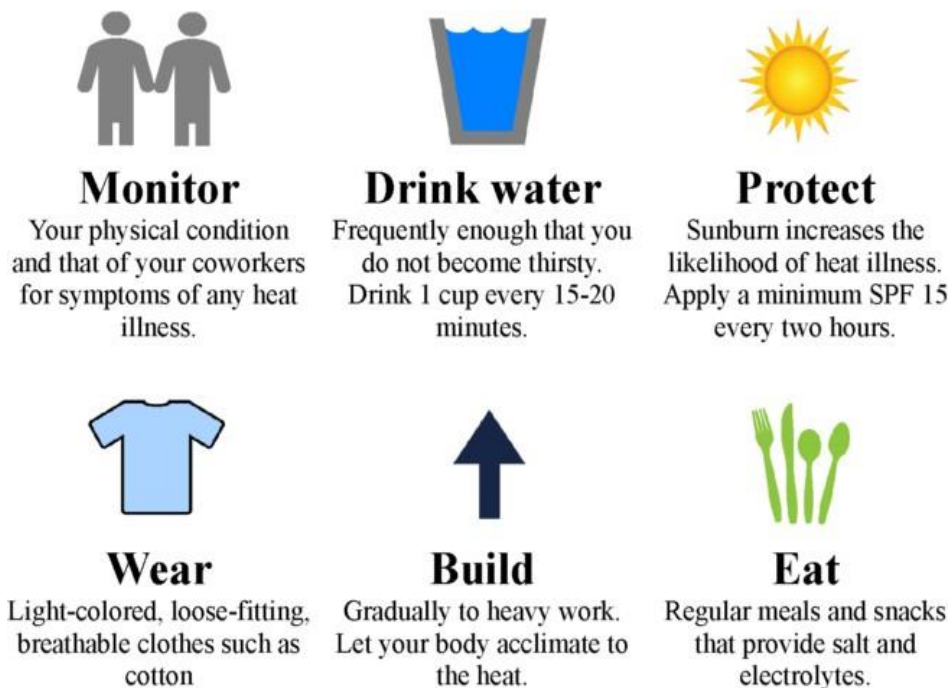 Monitor
Your physical condition
and that of your coworkers
for symptoms of any heat
illness.
Drink water
Frequently enough that you
do not become thirsty.
Drink 1 cup every 15-20
minutes.
Protect
Sunburn increases the
likelihood of heat illness.
Apply a minimum SPF 15
every two hours.
Wear
Light-colored, loose-fitting,
breathable clothes such as
cotton
Build
Gradually to heavy work.
Let your body acclimate to
the heat.
Eat
Regular meals and snacks
that provide salt and
electrolytes.